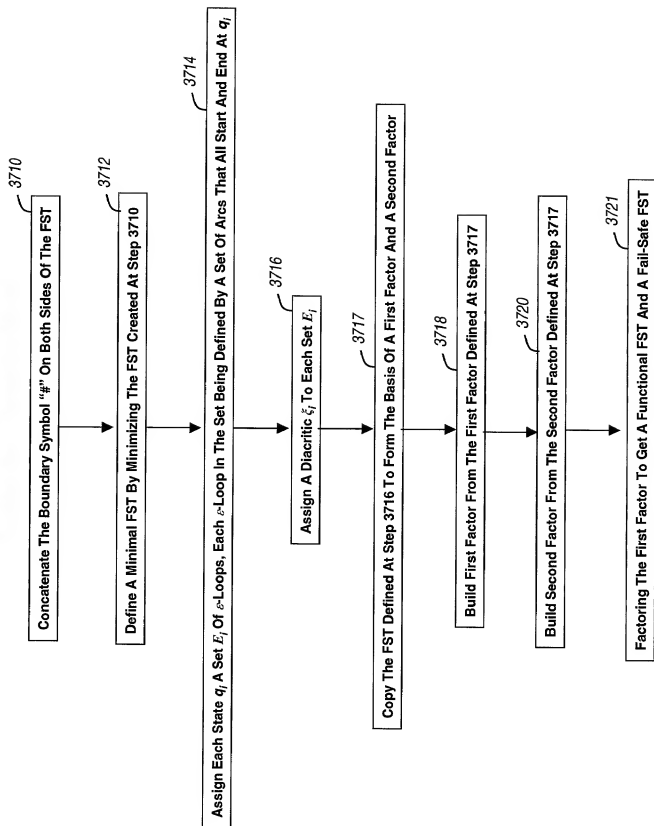 3710
Concatenate The Boundary Symbol "#" On Both Sides Of The FST
3712
Define A Minimal FST By Minimizing The FST Created At Step 3710
3714
Assign Each State qi A Set Ei Of ε-Loops, Each ε-Loop In The Set Being Defined By A Set Of Arcs That All Start And End At qi
3716
Assign A Diacritic ξi To Each Set Ei
3717
Copy The FST Defined At Step 3716 To Form The Basis Of A First Factor And A Second Factor
3718
Build First Factor From The First Factor Defined At Step 3717
3720
Build Second Factor From The Second Factor Defined At Step 3717
3721
Factoring The First Factor To Get A Functional FST And A Fail-Safe FST